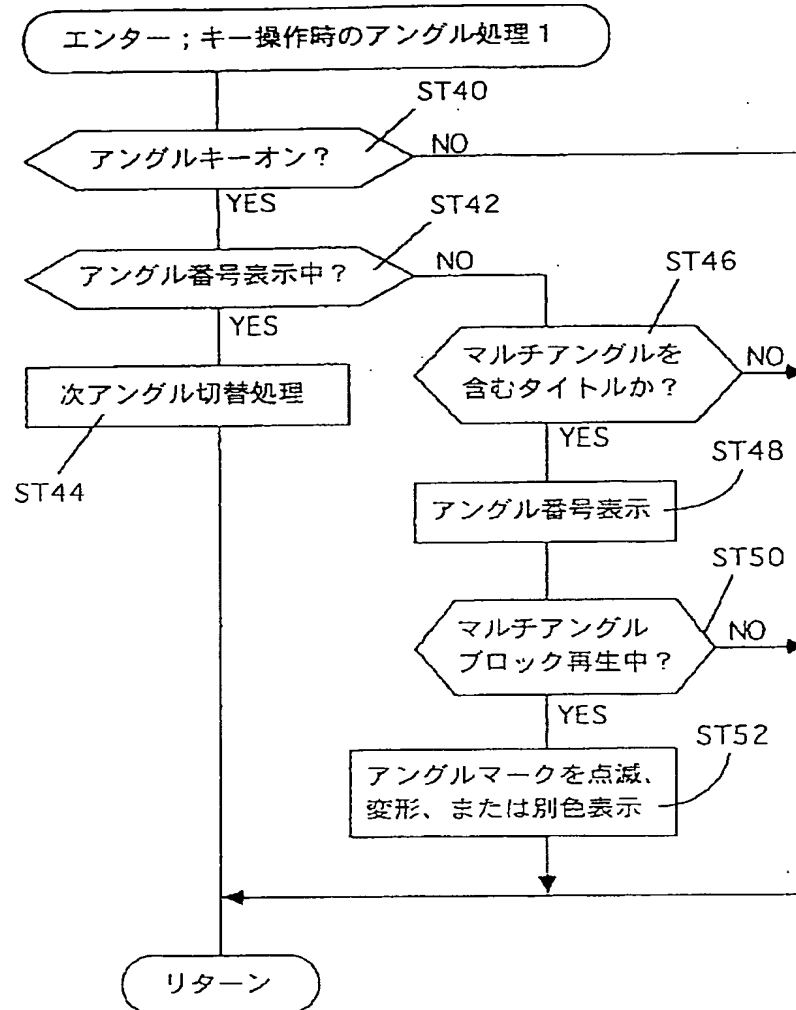 エンター；キー操作時のアングル処理1
ST40
アングルキーオン？
NO
YES
ST42
アングル番号表示中？
NO
YES
ST46
マルチアングルを
含むタイトルか？
NO
YES
次アングル切替処理
ST44
ST48
アングル番号表示
ST50
マルチアングル
ブロック再生中？
NO
YES
ST52
アングルマークを点滅、
変形、または別色表示
リターン